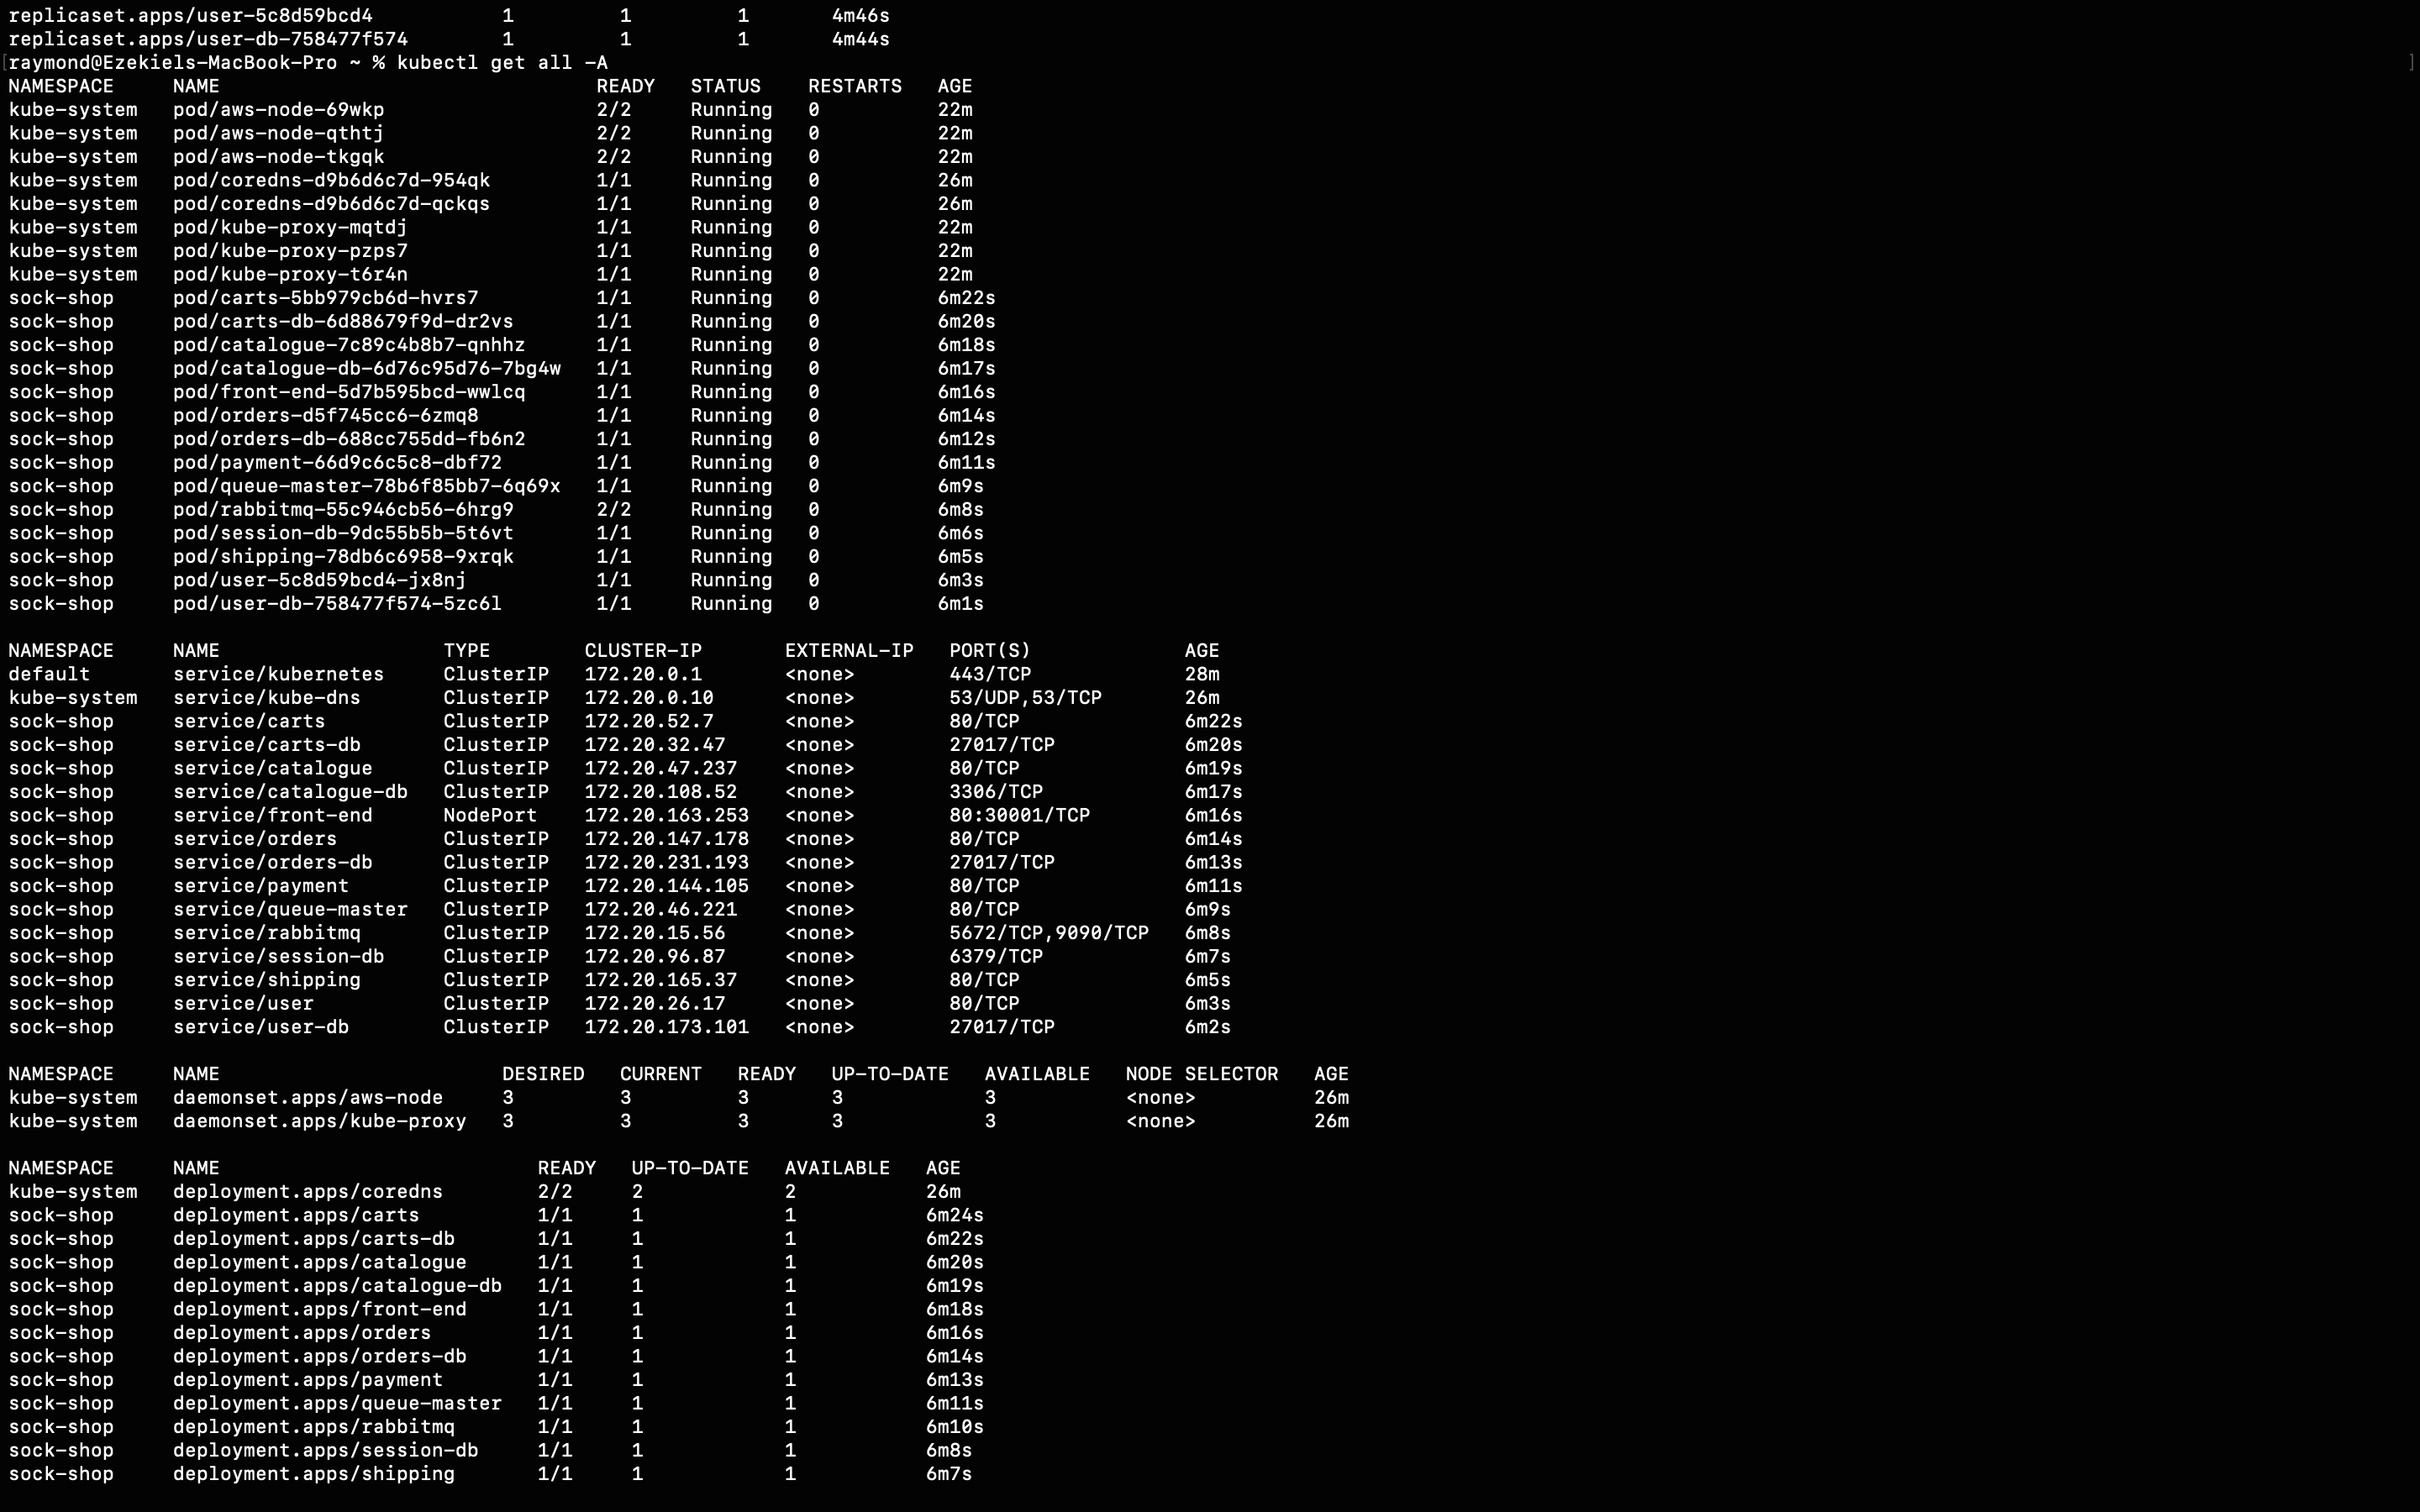 replicaset.apps/user-5c8d59bcd4           1         1         1       4m46s
replicaset.apps/user-db-758477f574        1         1         1       4m44s
[raymond@Ezekiels-MacBook-Pro ~ % kubectl get all -A ]
NAMESPACE     NAME                                READY   STATUS    RESTARTS   AGE
kube-system   pod/aws-node-69wkp                  2/2     Running   0          22m
kube-system   pod/aws-node-qthtj                  2/2     Running   0          22m
kube-system   pod/aws-node-tkgqk                  2/2     Running   0          22m
kube-system   pod/coredns-d9b6d6c7d-954qk         1/1     Running   0          26m
kube-system   pod/coredns-d9b6d6c7d-qckqs         1/1     Running   0          26m
kube-system   pod/kube-proxy-mqtdj                1/1     Running   0          22m
kube-system   pod/kube-proxy-pzps7                1/1     Running   0          22m
kube-system   pod/kube-proxy-t6r4n                1/1     Running   0          22m
sock-shop     pod/carts-5bb979cb6d-hvrs7          1/1     Running   0          6m22s
sock-shop     pod/carts-db-6d88679f9d-dr2vs       1/1     Running   0          6m20s
sock-shop     pod/catalogue-7c89c4b8b7-qnhhz      1/1     Running   0          6m18s
sock-shop     pod/catalogue-db-6d76c95d76-7bg4w   1/1     Running   0          6m17s
sock-shop     pod/front-end-5d7b595bcd-wwlcq      1/1     Running   0          6m16s
sock-shop     pod/orders-d5f745cc6-6zmq8          1/1     Running   0          6m14s
sock-shop     pod/orders-db-688cc755dd-fb6n2      1/1     Running   0          6m12s
sock-shop     pod/payment-66d9c6c5c8-dbf72        1/1     Running   0          6m11s
sock-shop     pod/queue-master-78b6f85bb7-6q69x   1/1     Running   0          6m9s
sock-shop     pod/rabbitmq-55c946cb56-6hrg9       2/2     Running   0          6m8s
sock-shop     pod/session-db-9dc55b5b-5t6vt       1/1     Running   0          6m6s
sock-shop     pod/shipping-78db6c6958-9xrqk       1/1     Running   0          6m5s
sock-shop     pod/user-5c8d59bcd4-jx8nj           1/1     Running   0          6m3s
sock-shop     pod/user-db-758477f574-5zc6l        1/1     Running   0          6m1s
NAMESPACE     NAME                   TYPE        CLUSTER-IP       EXTERNAL-IP   PORT(S)             AGE
default       service/kubernetes     ClusterIP   172.20.0.1       <none>        443/TCP             28m
kube-system   service/kube-dns       ClusterIP   172.20.0.10      <none>        53/UDP,53/TCP       26m
sock-shop     service/carts          ClusterIP   172.20.52.7      <none>        80/TCP              6m22s
sock-shop     service/carts-db       ClusterIP   172.20.32.47     <none>        27017/TCP           6m20s
sock-shop     service/catalogue      ClusterIP   172.20.47.237    <none>        80/TCP              6m19s
sock-shop     service/catalogue-db   ClusterIP   172.20.108.52    <none>        3306/TCP            6m17s
sock-shop     service/front-end      NodePort    172.20.163.253   <none>        80:30001/TCP        6m16s
sock-shop     service/orders         ClusterIP   172.20.147.178   <none>        80/TCP              6m14s
sock-shop     service/orders-db      ClusterIP   172.20.231.193   <none>        27017/TCP           6m13s
sock-shop     service/payment        ClusterIP   172.20.144.105   <none>        80/TCP              6m11s
sock-shop     service/queue-master   ClusterIP   172.20.46.221    <none>        80/TCP              6m9s
sock-shop     service/rabbitmq       ClusterIP   172.20.15.56     <none>        5672/TCP,9090/TCP   6m8s
sock-shop     service/session-db     ClusterIP   172.20.96.87     <none>        6379/TCP            6m7s
sock-shop     service/shipping       ClusterIP   172.20.165.37    <none>        80/TCP              6m5s
sock-shop     service/user           ClusterIP   172.20.26.17     <none>        80/TCP              6m3s
sock-shop     service/user-db        ClusterIP   172.20.173.101   <none>        27017/TCP           6m2s
NAMESPACE     NAME                        DESIRED   CURRENT   READY   UP-TO-DATE   AVAILABLE   NODE SELECTOR   AGE
kube-system   daemonset.apps/aws-node     3         3         3       3            3           <none>          26m
kube-system   daemonset.apps/kube-proxy   3         3         3       3            3           <none>          26m
NAMESPACE     NAME                           READY   UP-TO-DATE   AVAILABLE   AGE
kube-system   deployment.apps/coredns        2/2     2            2           26m
sock-shop     deployment.apps/carts          1/1     1            1           6m24s
sock-shop     deployment.apps/carts-db       1/1     1            1           6m22s
sock-shop     deployment.apps/catalogue      1/1     1            1           6m20s
sock-shop     deployment.apps/catalogue-db   1/1     1            1           6m19s
sock-shop     deployment.apps/front-end      1/1     1            1           6m18s
sock-shop     deployment.apps/orders         1/1     1            1           6m16s
sock-shop     deployment.apps/orders-db      1/1     1            1           6m14s
sock-shop     deployment.apps/payment        1/1     1            1           6m13s
sock-shop     deployment.apps/queue-master   1/1     1            1           6m11s
sock-shop     deployment.apps/rabbitmq       1/1     1            1           6m10s
sock-shop     deployment.apps/session-db     1/1     1            1           6m8s
sock-shop     deployment.apps/shipping       1/1     1            1           6m7s